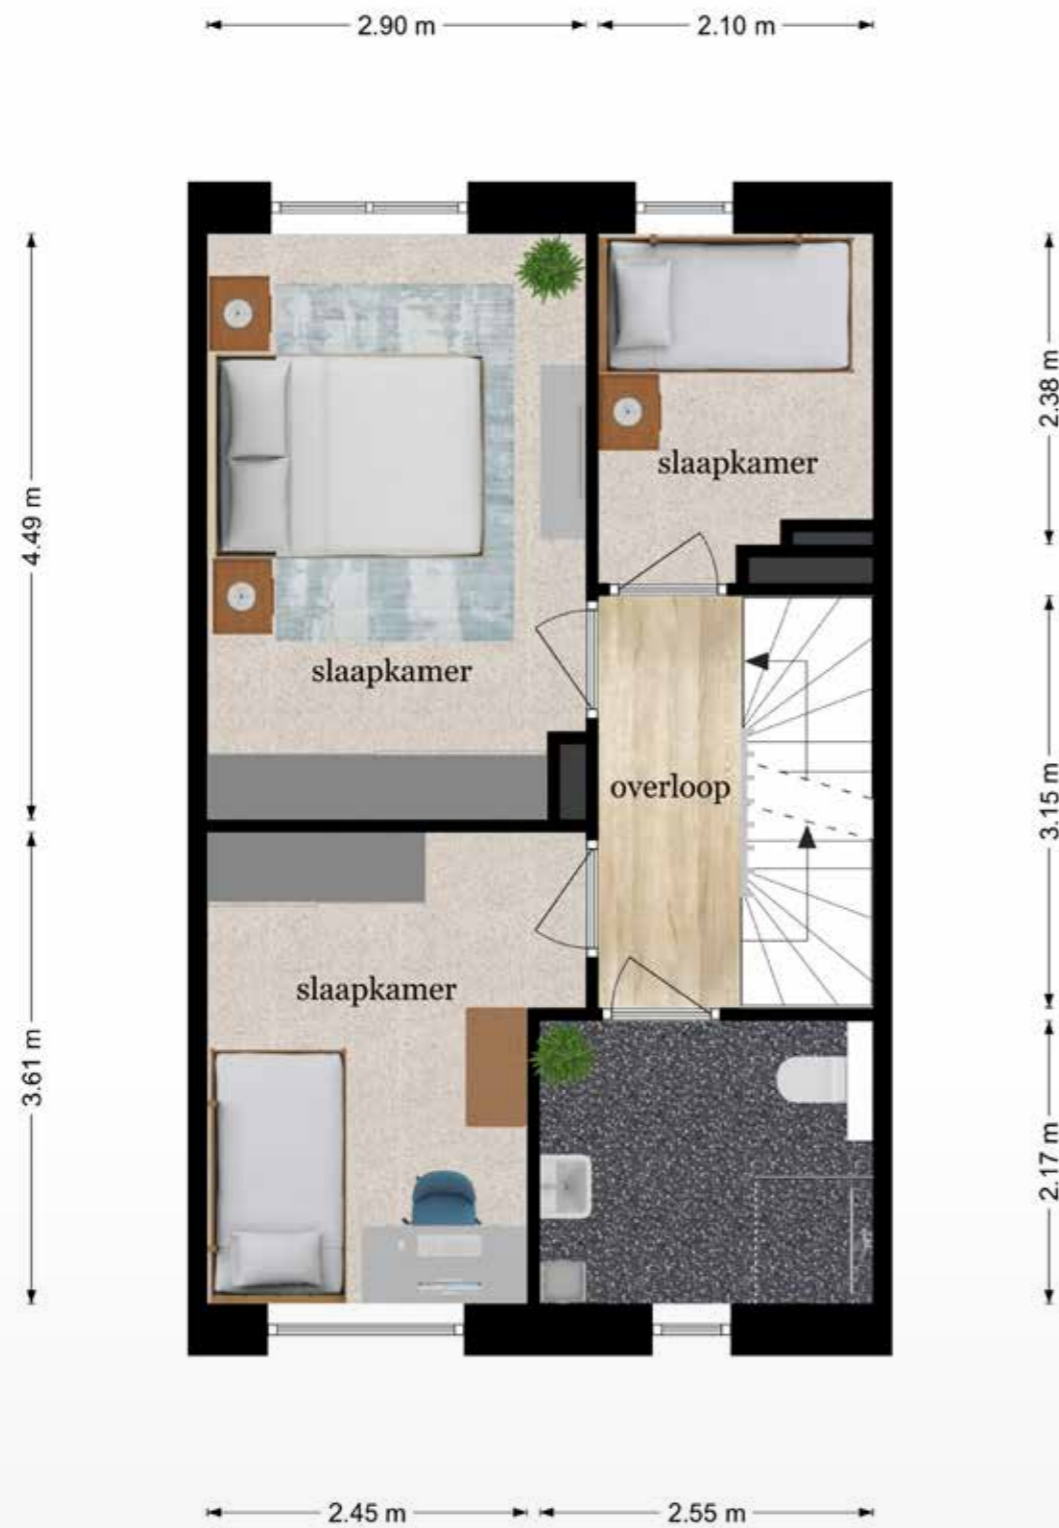 2.90 m
2.10 m
4.49 m
2.38 m
slaapkamer
slaapkamer
overloop
3.15 m
slaapkamer
3.61 m
2.17 m
2.45 m
2.55 m